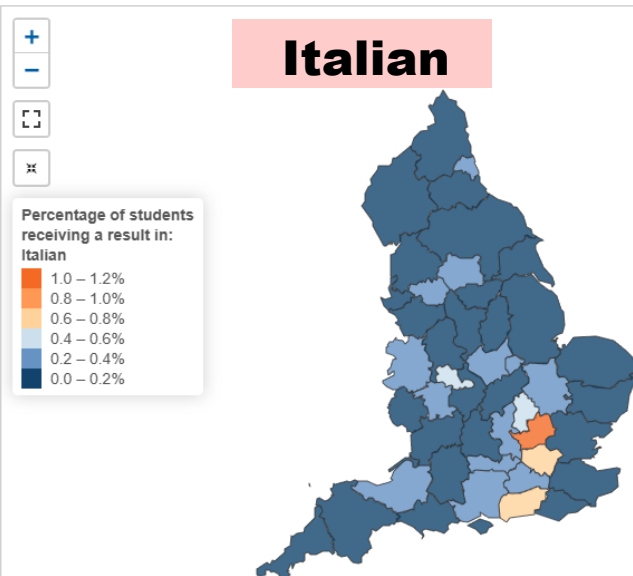 Italian
+
−
Percentage of students
receiving a result in:
Italian
1.0 – 1.2%
0.8 – 1.0%
0.6 – 0.8%
0.4 – 0.6%
0.2 – 0.4%
0.0 – 0.2%